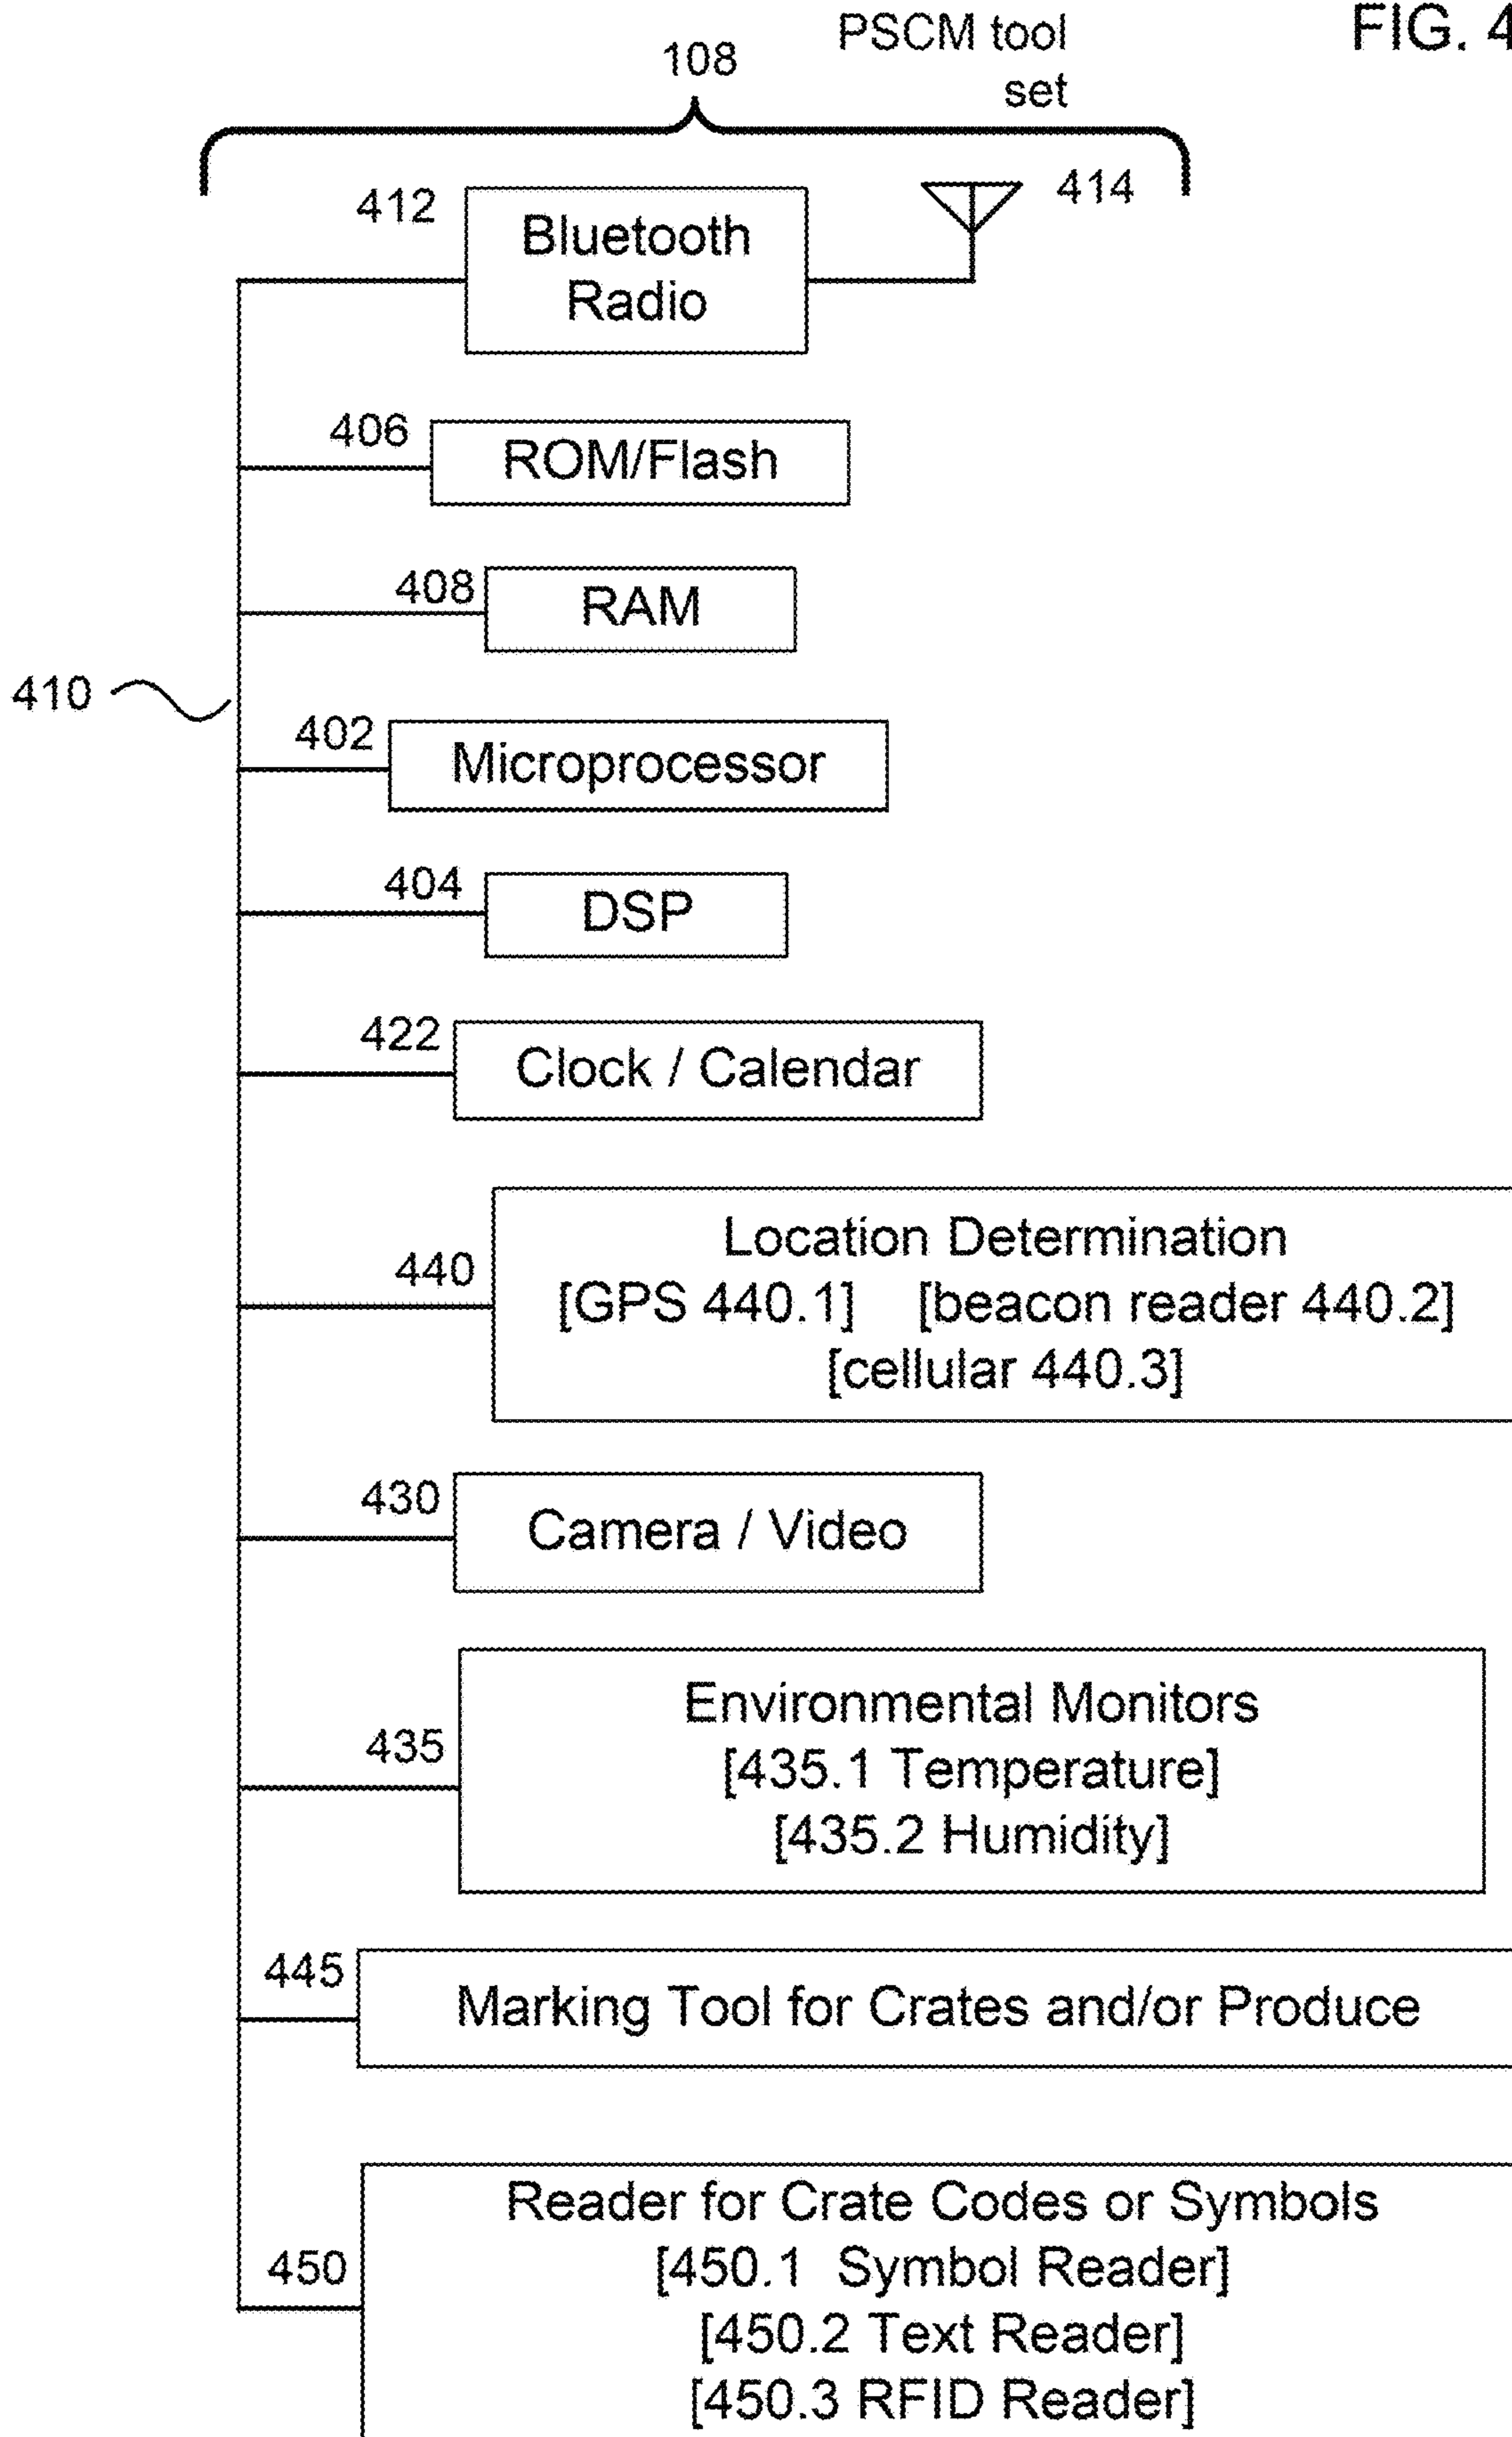 PSCM tool
set
FIG. 4
108
412
Bluetooth
Radio
414
406
ROM/Flash
408
RAM
410
402
Microprocessor
404
DSP
422
Clock / Calendar
440
Location Determination
[GPS 440.1] [beacon reader 440.2]
[cellular 440.3]
430
Camera / Video
435
Environmental Monitors
[435.1 Temperature]
[435.2 Humidity]
445
Marking Tool for Crates and/or Produce
450
Reader for Crate Codes or Symbols
[450.1 Symbol Reader]
[450.2 Text Reader]
[450.3 RFID Reader]